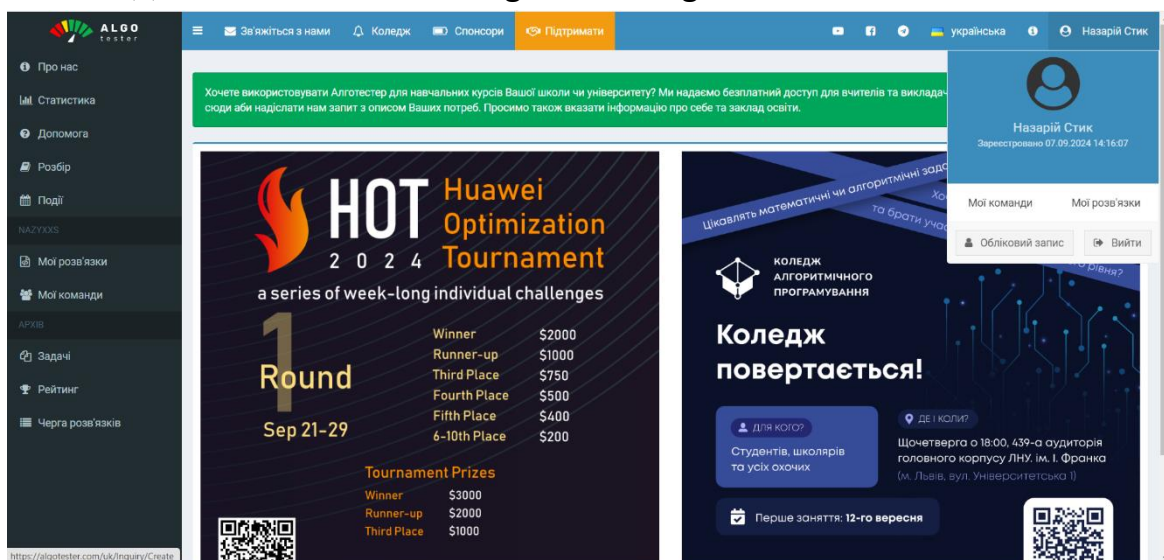 ALGO
tester
Зв'яжіться з нами
Коледж
Спонсори
Підтримати
українська
Назарій Стик
Про нас
Статистика
Допомога
Розбір
Події
NAZYXXS
Мої розв'язки
Мої команди
АРХІВ
Задачі
Рейтинг
Черга розв'язків
Хочете використовувати Алготестер для навчальних курсів Вашої школи чи університету? Ми надаємо безплатний доступ для вчителів та виклада
сюди аби надіслати нам запит з описом Ваших потреб. Просимо також вказати інформацію про себе та заклад освіти.
Назарій Стик
Зареєстровано 07.09.2024 14:16:07
Мої команди
Мої розв'язки
Обліковий запис
Вийти
HOT
2024
Huawei
Optimization
Tournament
a series of week-long individual challenges
1
Round
Sep 21-29
Winner $2000
Runner-up $1000
Third Place $750
Fourth Place $500
Fifth Place $400
6-10th Place $200
Tournament Prizes
Winner $3000
Runner-up $2000
Third Place $1000
Цікавлять математичні чи алгоритмічні
та брати
рівня?
КОЛЕДЖ
АЛГОРИТМІЧНОГО
ПРОГРАМУВАННЯ
Коледж
повертається!
ДЛЯ КОГО?
Студентів, школярів
та усіх охочих
ДЕ І КОЛИ?
Щочетверга о 18:00, 439-а аудиторія
головного корпусу ЛНУ. ім. І. Франка
(м. Львів, вул. Університетська 1)
Перше заняття: 12-го вересня
https://algotester.com/uk/Inquiry/Create